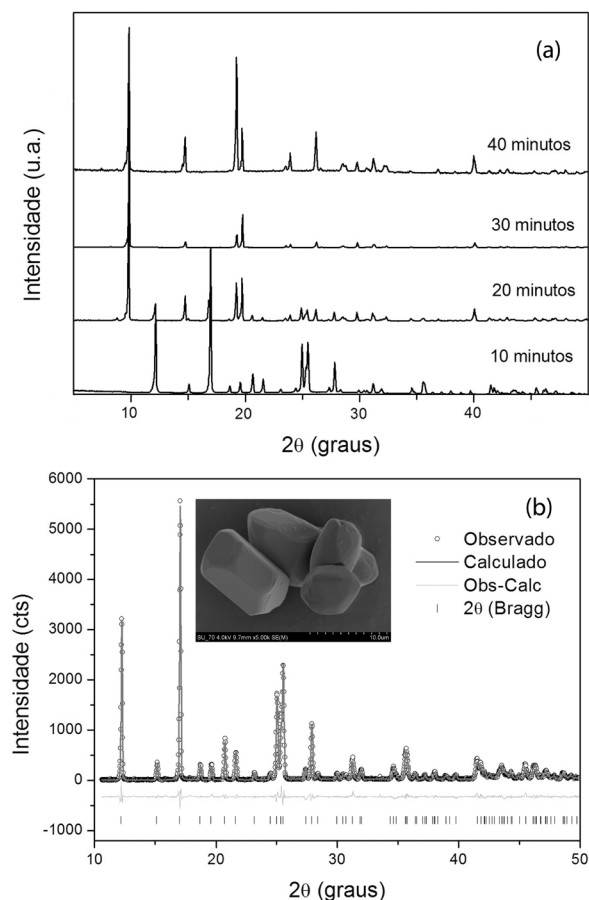 (a)
Intensidade (u.a.)
40 minutos
30 minutos
20 minutos
10 minutos
10 20 30 40
2θ (graus)
(b)
6000
5000
4000
3000
2000
1000
0
-1000
Intensidade (cts)
Observado
Calculado
Obs-Calc
2θ (Bragg)
SU_70 4.0kV 9.7mm x5.00k SE(M) 10.0um
10 20 30 40 50
2θ (graus)